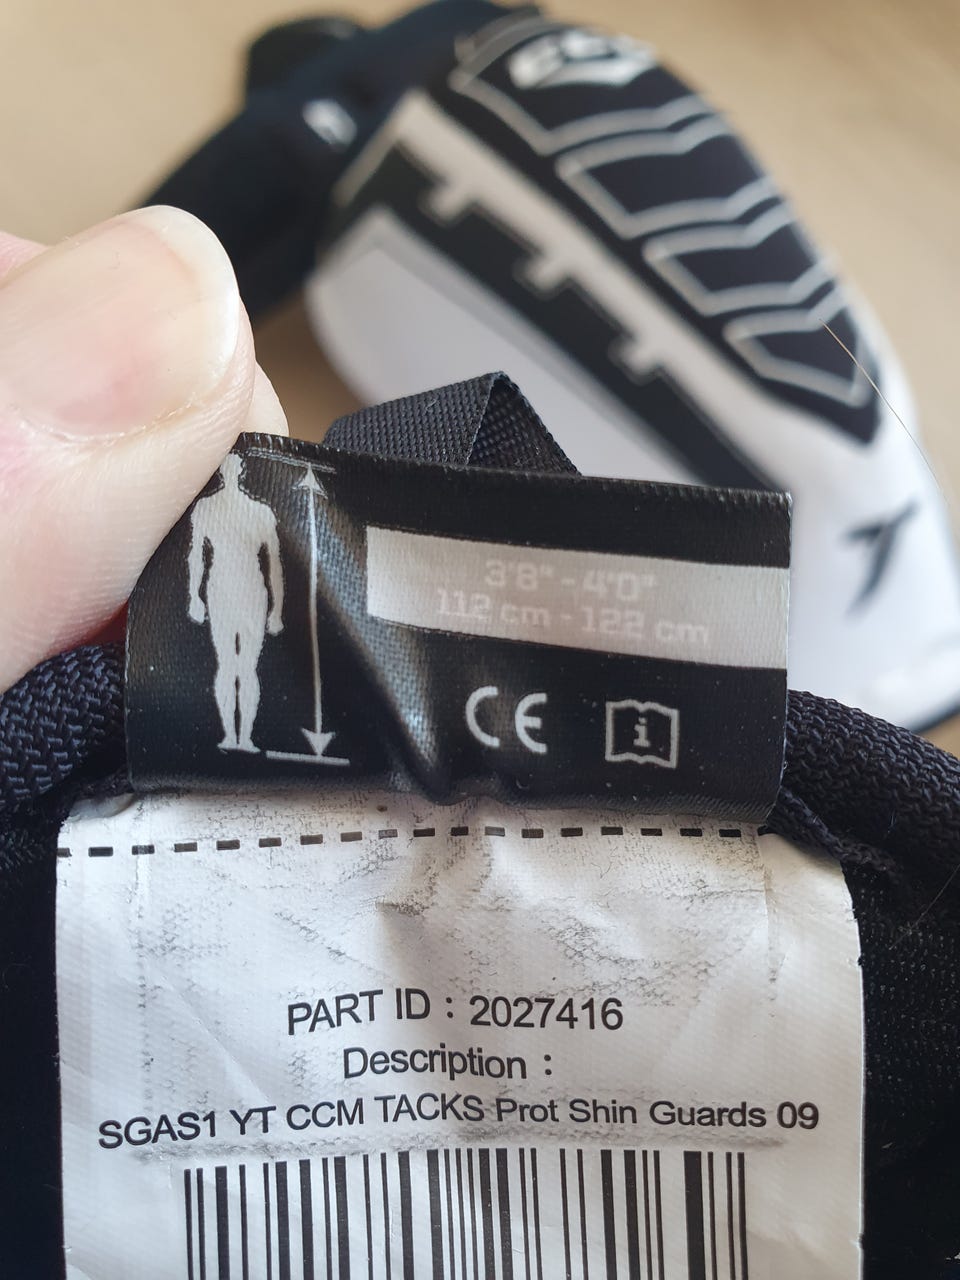 CCM
3'8" - 4'0"
112 cm - 122 cm
CE
i
PART ID : 2027416
Description :
SGAS1 YT CCM TACKS Prot Shin Guards 09